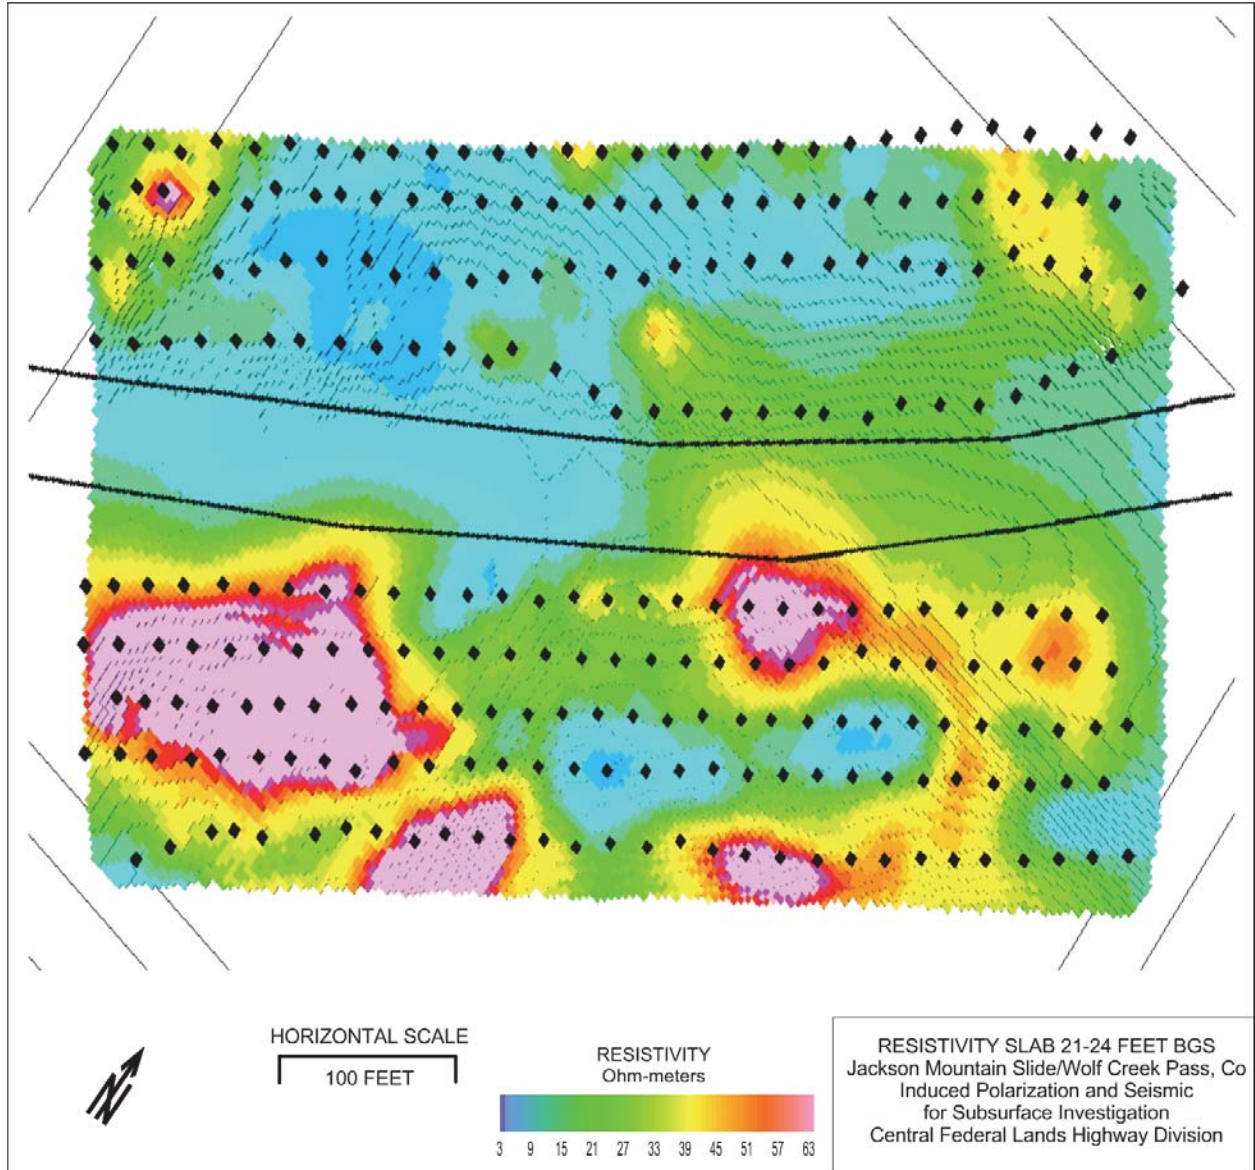 HORIZONTAL SCALE
100 FEET
N
RESISTIVITY
Ohm-meters
3 9 15 21 27 33 39 45 51 57 63
RESISTIVITY SLAB 21-24 FEET BGS
Jackson Mountain Slide/Wolf Creek Pass, Co
Induced Polarization and Seismic
for Subsurface Investigation
Central Federal Lands Highway Division